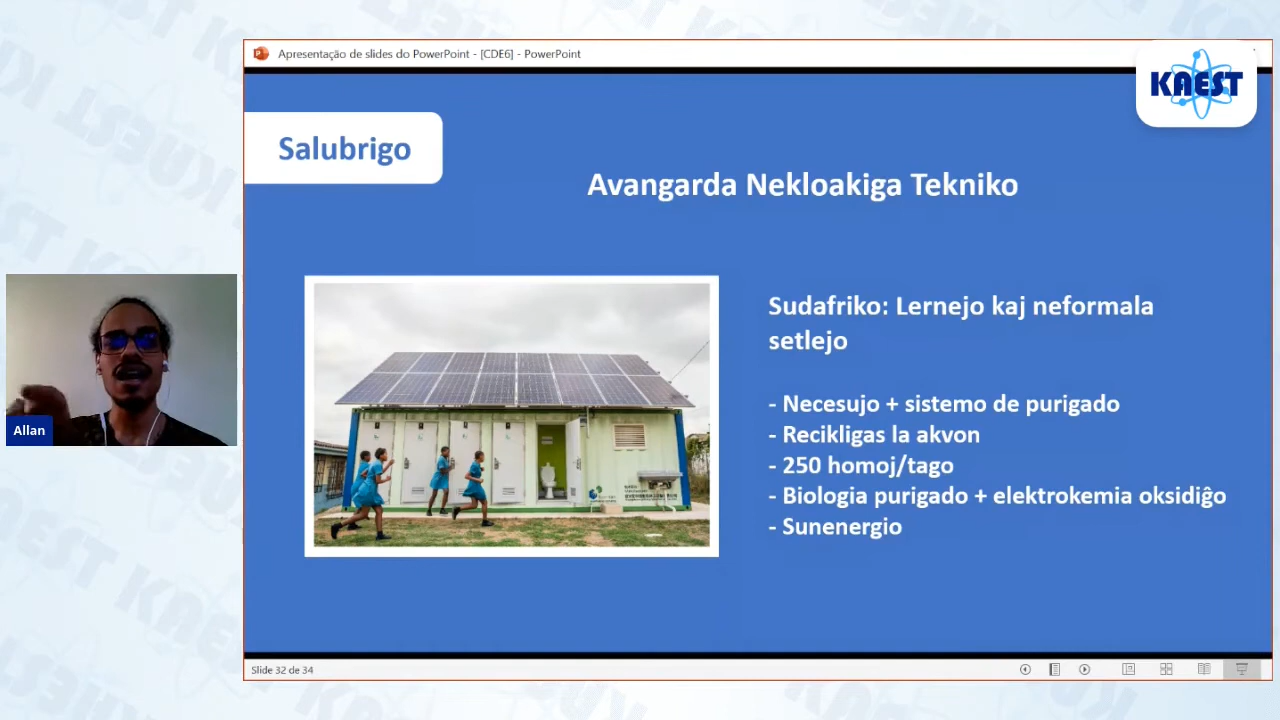 Apresentação de slides do PowerPoint - [CDE6] - PowerPoint
KAEST
Salubrigo
Avangarda Nekloakiga Tekniko
Sudafriko: Lernejo kaj neformala
setlejo
- Necesujo + sistemo de purigado
- Recikligas la akvon
- 250 homoj/tago
- Biologia purigado + elektrokemia oksidiĝo
- Sunenergio
Allan
Slide 32 de 34